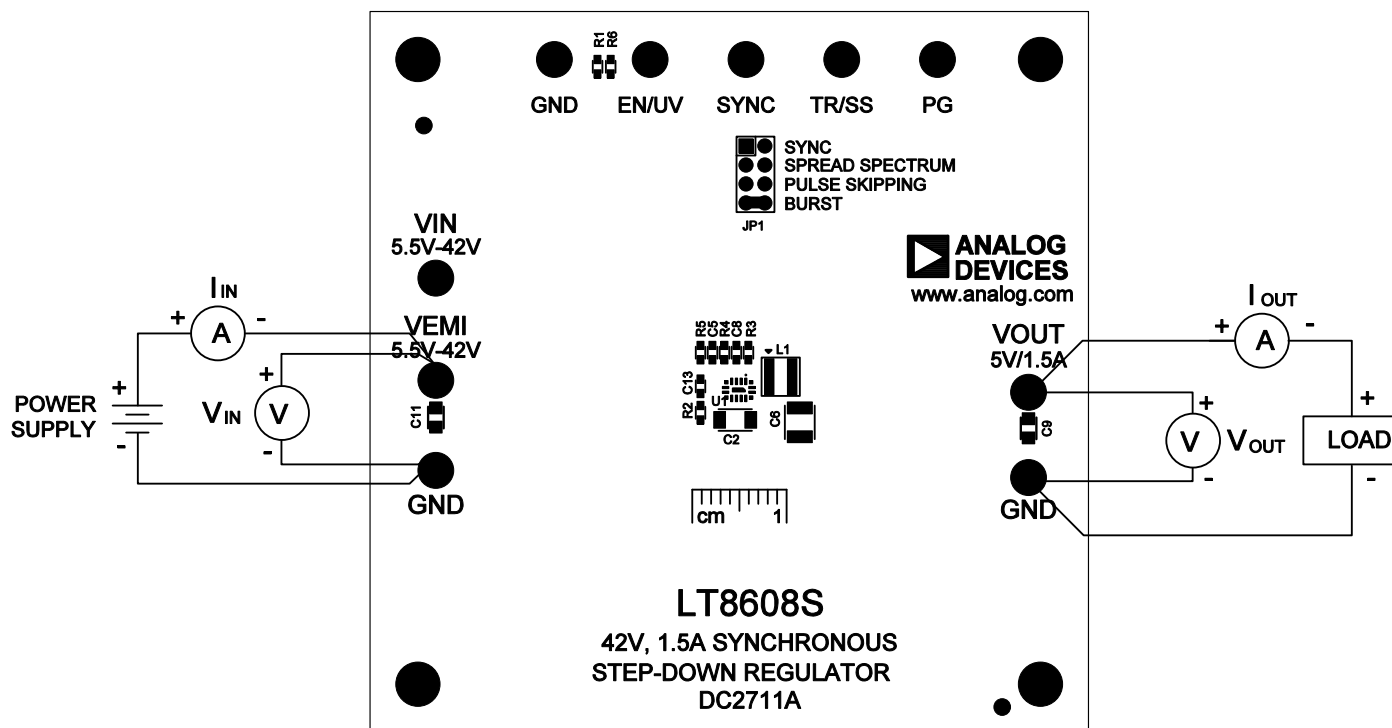 R1
R6
GND
EN/UV
SYNC
TR/SS
PG
SYNC
SPREAD SPECTRUM
PULSE SKIPPING
BURST
JP1
VIN
5.5V-42V
ANALOG
DEVICES
www.analog.com
I IN
+ A -
VEMI
5.5V-42V
R5
C5
R4
C8
R3
L1
VOUT
5V/1.5A
I OUT
+ A -
POWER
SUPPLY
+
-
VIN
+
V
-
C11
C13
R2
U1
C2
C6
C9
+
V
-
VOUT
+
LOAD
-
GND
GND
cm 1
LT8608S
42V, 1.5A SYNCHRONOUS
STEP-DOWN REGULATOR
DC2711A